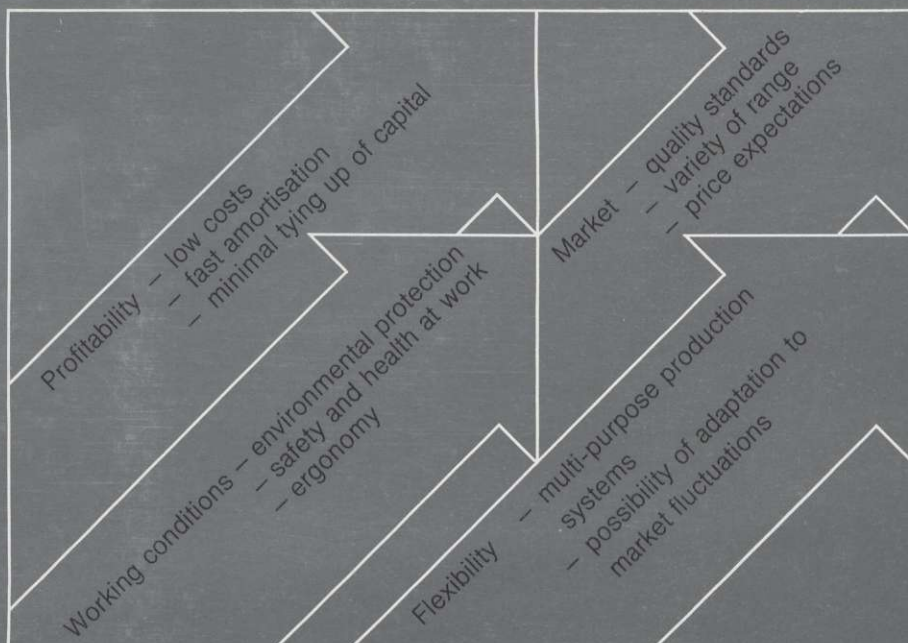 Profitability – low costs
– fast amortisation
– minimal tying up of capital
Market – quality standards
– variety of range
– price expectations
Working conditions – environmental protection
– safety and health at work
– ergonomy
Flexibility – multi-purpose production
systems
– possibility of adaptation to
market fluctuations